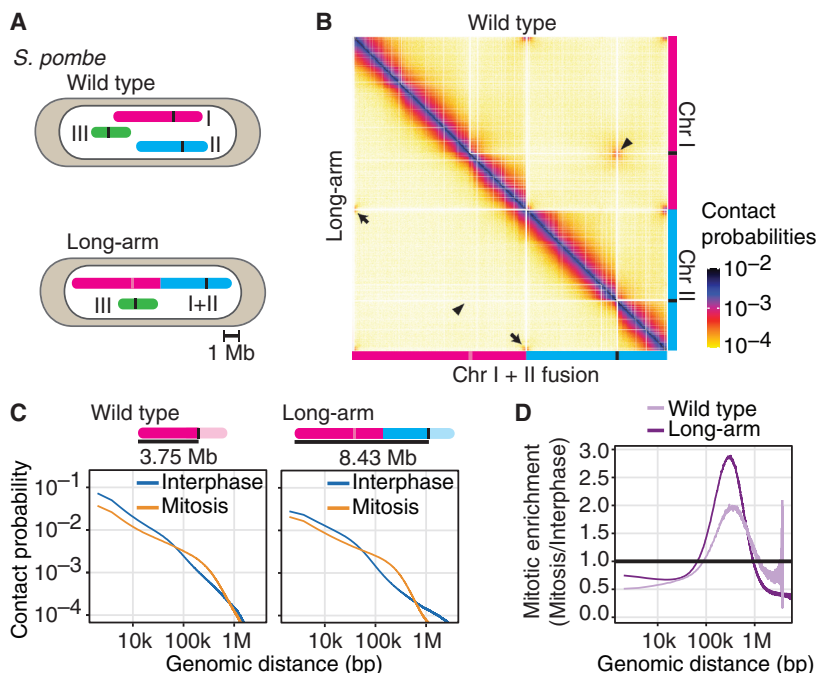 A
S. pombe
Wild type
I
III
II
Long-arm
III
I+II
1 Mb
B
Wild type
Long-arm
Chr I
Chr II
Chr I + II fusion
Contact
probabilities
10⁻²
10⁻³
10⁻⁴
C
Wild type
Long-arm
3.75 Mb
8.43 Mb
Contact probability
10⁻¹
10⁻²
10⁻³
10⁻⁴
Interphase
Mitosis
Interphase
Mitosis
10k 100k 1M
10k 100k 1M
Genomic distance (bp)
D
Wild type
Long-arm
Mitotic enrichment
(Mitosis/Interphase)
3.0
2.5
2.0
1.5
1.0
0.5
0.0
10k 100k 1M
Genomic distance (bp)